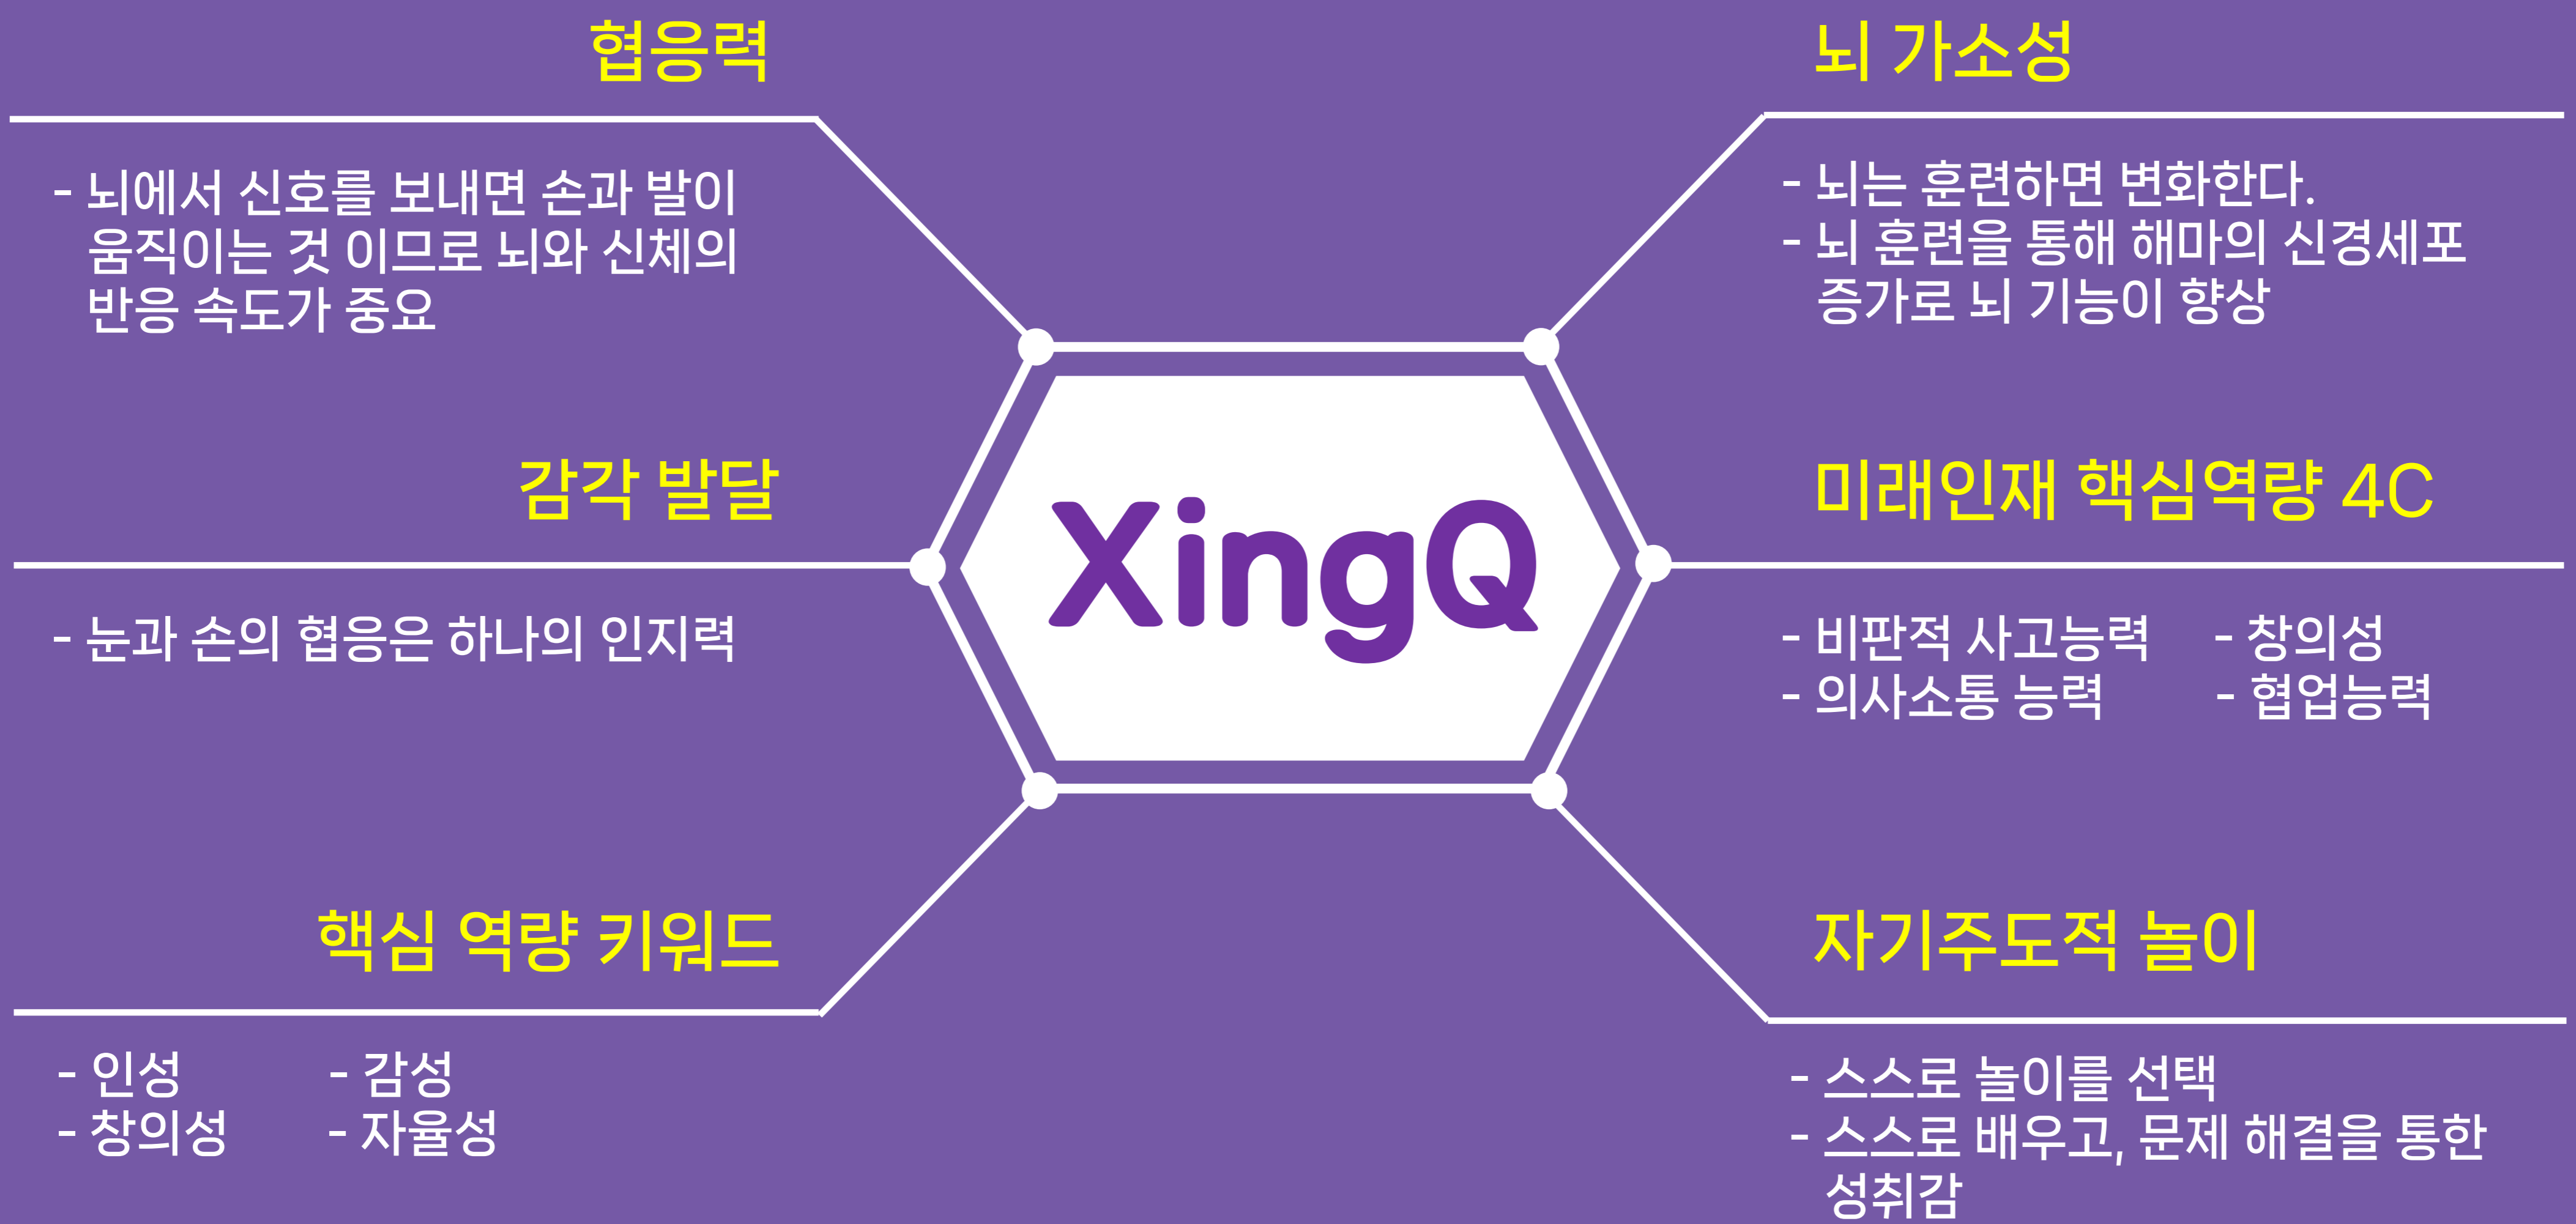 협응력
- 뇌에서 신호를 보내면 손과 발이
움직이는 것 이므로 뇌와 신체의
반응 속도가 중요
감각 발달
- 눈과 손의 협응은 하나의 인지력
핵심 역량 키워드
- 인성 - 감성
- 창의성 - 자율성
XingQ
뇌 가소성
- 뇌는 훈련하면 변화한다.
- 뇌 훈련을 통해 해마의 신경세포
증가로 뇌 기능이 향상
미래인재 핵심역량 4C
- 비판적 사고능력 - 창의성
- 의사소통 능력 - 협업능력
자기주도적 놀이
- 스스로 놀이를 선택
- 스스로 배우고, 문제 해결을 통한
성취감